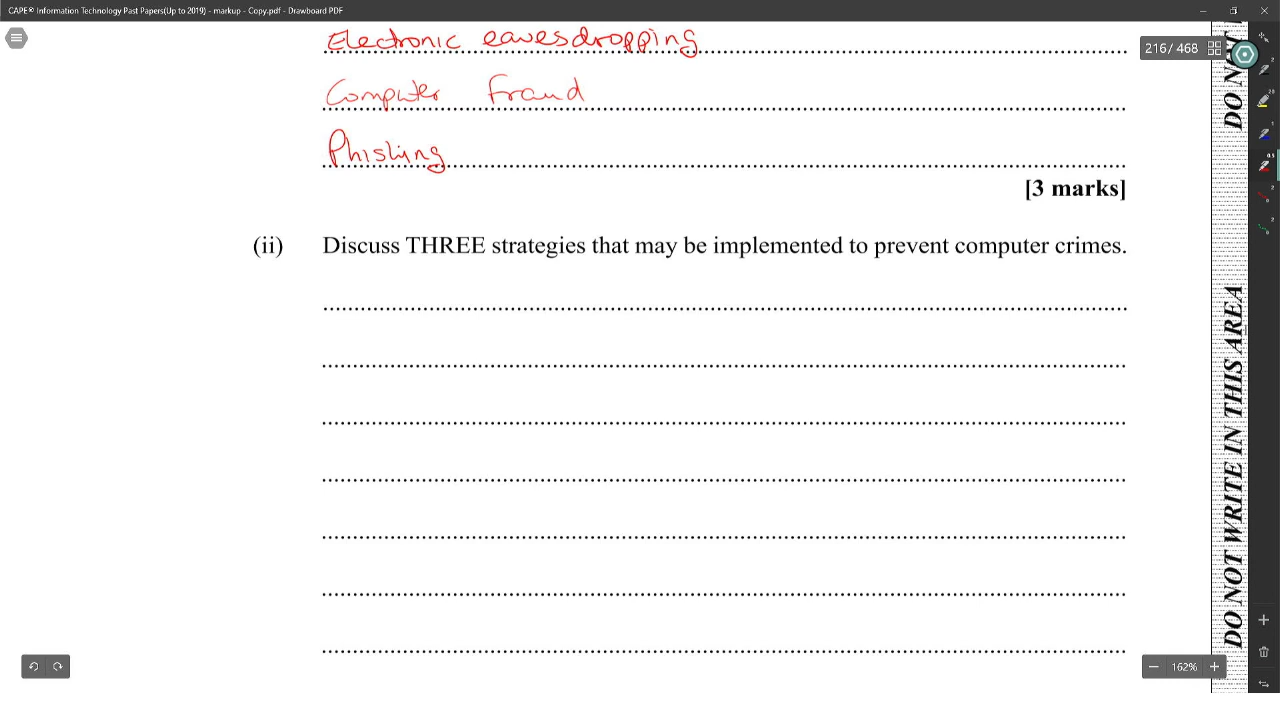 CAPE® Information Technology Past Papers(Up to 2019) - markup - Copy.pdf - Drawboard PDF
Electronic eavesdropping
216 / 468
Computer Fraud
Phishing
[3 marks]
(ii) Discuss THREE strategies that may be implemented to prevent computer crimes.
DO NOT WRITE IN THIS AREA
DO NOT
162%